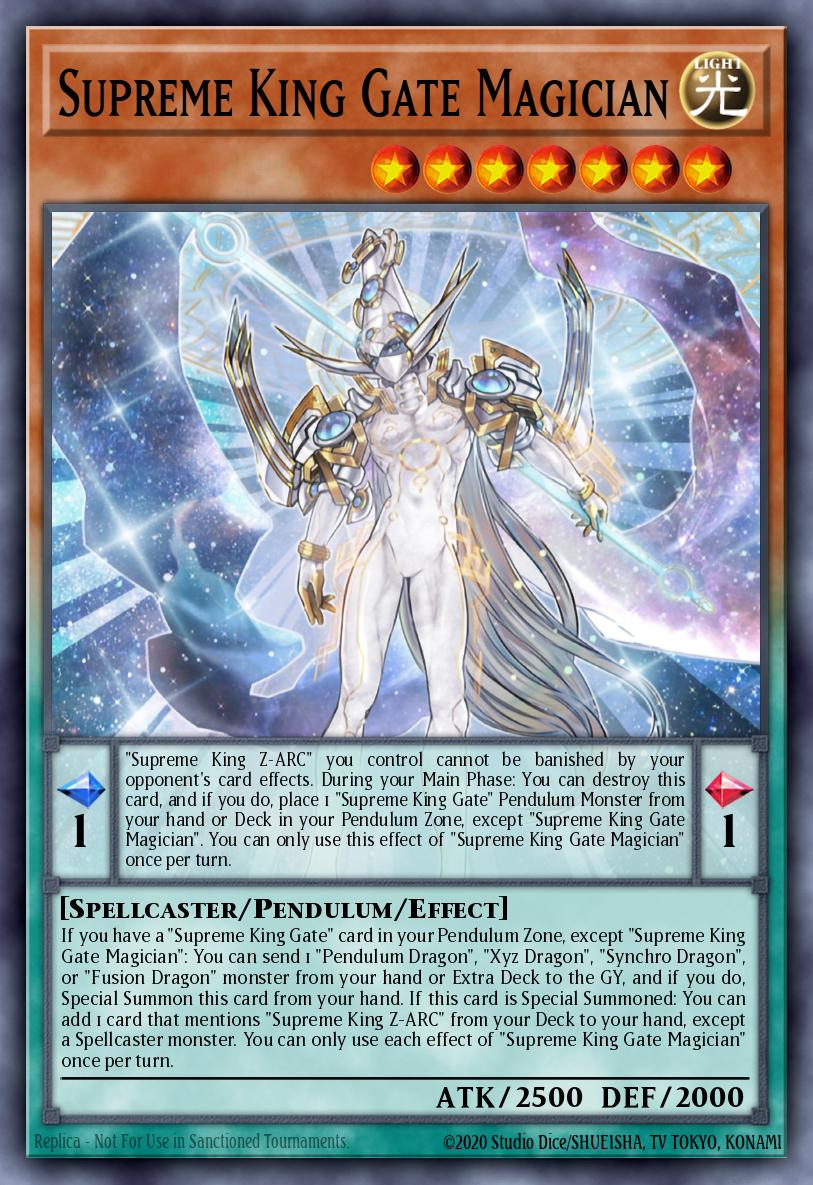 Supreme King Gate Magician
LIGHT
光
"Supreme King Z-ARC" you control cannot be banished by your
opponent's card effects. During your Main Phase: You can destroy this
card, and if you do, place 1 "Supreme King Gate" Pendulum Monster from
your hand or Deck in your Pendulum Zone, except "Supreme King Gate
Magician". You can only use this effect of "Supreme King Gate Magician"
once per turn.
1
1
[Spellcaster/Pendulum/Effect]
If you have a "Supreme King Gate" card in your Pendulum Zone, except "Supreme King
Gate Magician": You can send 1 "Pendulum Dragon", "Xyz Dragon", "Synchro Dragon",
or "Fusion Dragon" monster from your hand or Extra Deck to the GY, and if you do,
Special Summon this card from your hand. If this card is Special Summoned: You can
add 1 card that mentions "Supreme King Z-ARC" from your Deck to your hand, except
a Spellcaster monster. You can only use each effect of "Supreme King Gate Magician"
once per turn.
ATK/2500 DEF/2000
Replica - Not For Use in Sanctioned Tournaments.
©2020 Studio Dice/SHUEISHA, TV TOKYO, KONAMI